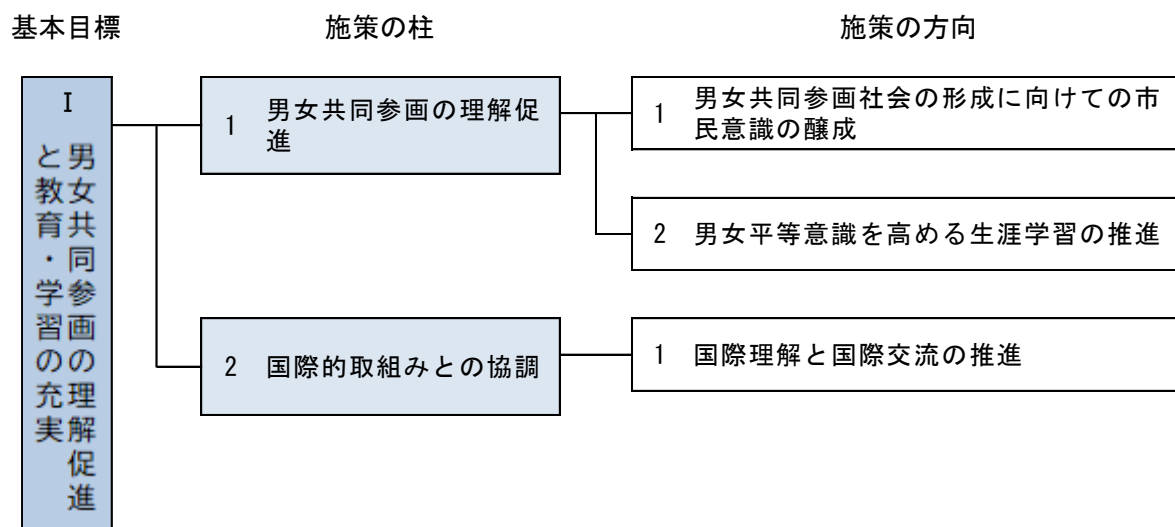 基本目標 施策の柱 施策の方向
Ⅰ
男女共同参画の理解促進
と教育・学習の充実
1 男女共同参画の理解促
進
1 男女共同参画社会の形成に向けての市
民意識の醸成
2 男女平等意識を高める生涯学習の推進
2 国際的取組みとの協調
1 国際理解と国際交流の推進